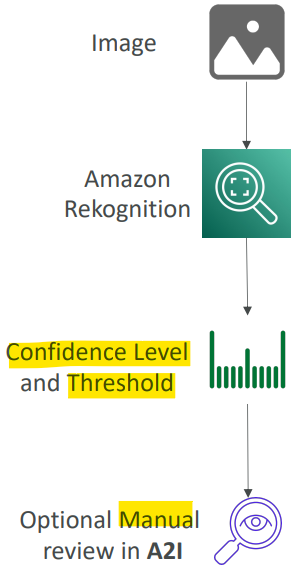 Image
Amazon
Rekognition
Confidence Level
and Threshold
Optional Manual
review in A2I